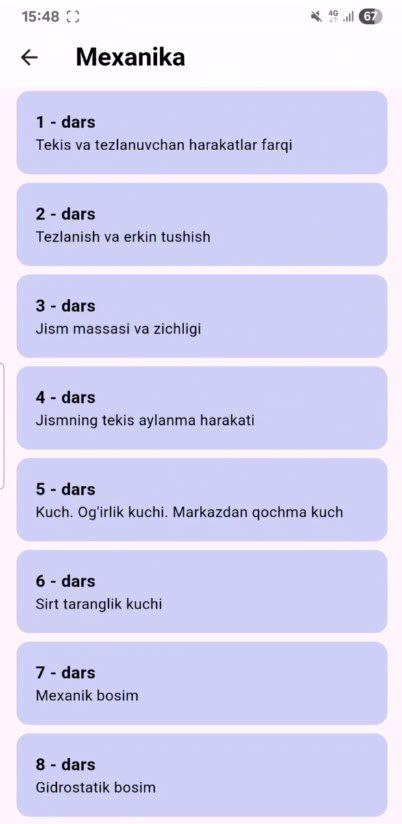 15:48
4G
67
Mexanika
1 - dars
Tekis va tezlanuvchan harakatlar farqi
2 - dars
Tezlanish va erkin tushish
3 - dars
Jism massasi va zichligi
4 - dars
Jismning tekis aylanma harakati
5 - dars
Kuch. Og'irlik kuchi. Markazdan qochma kuch
6 - dars
Sirt taranglik kuchi
7 - dars
Mexanik bosim
8 - dars
Gidrostatik bosim